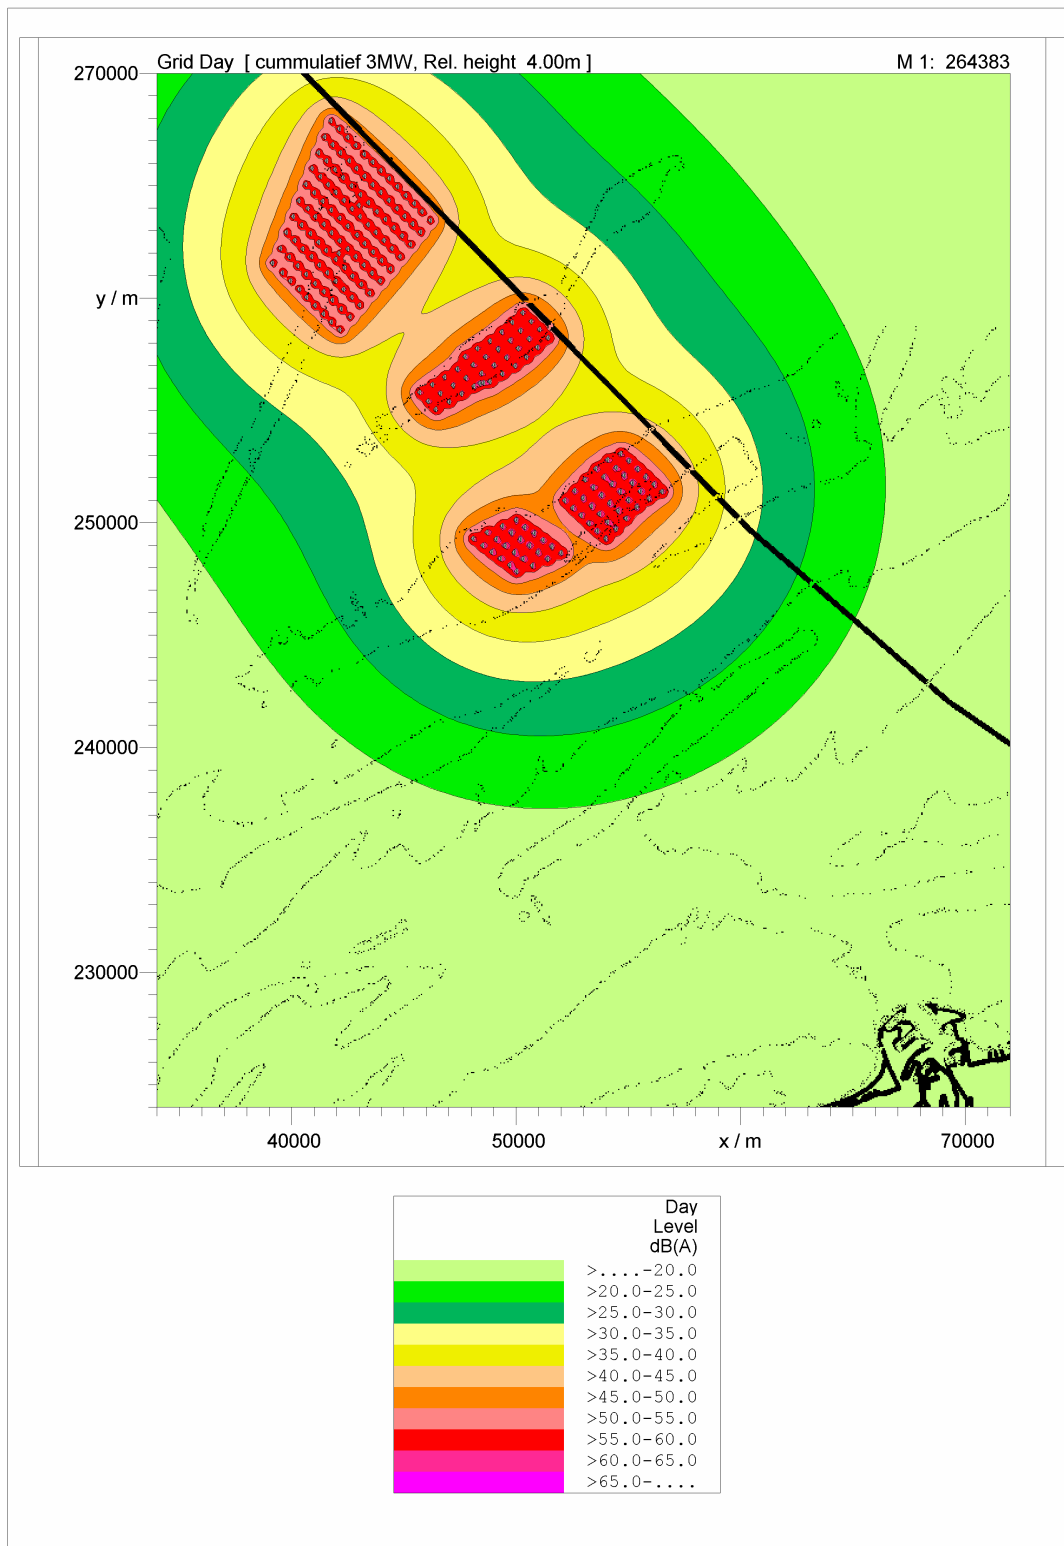 Grid Day [ cummulatief 3MW, Rel. height 4.00m ] M 1: 264383
270000
y / m
250000
240000
230000
40000 50000 x / m 70000
Day
Level
dB(A)
>....-20.0
>20.0-25.0
>25.0-30.0
>30.0-35.0
>35.0-40.0
>40.0-45.0
>45.0-50.0
>50.0-55.0
>55.0-60.0
>60.0-65.0
>65.0-....